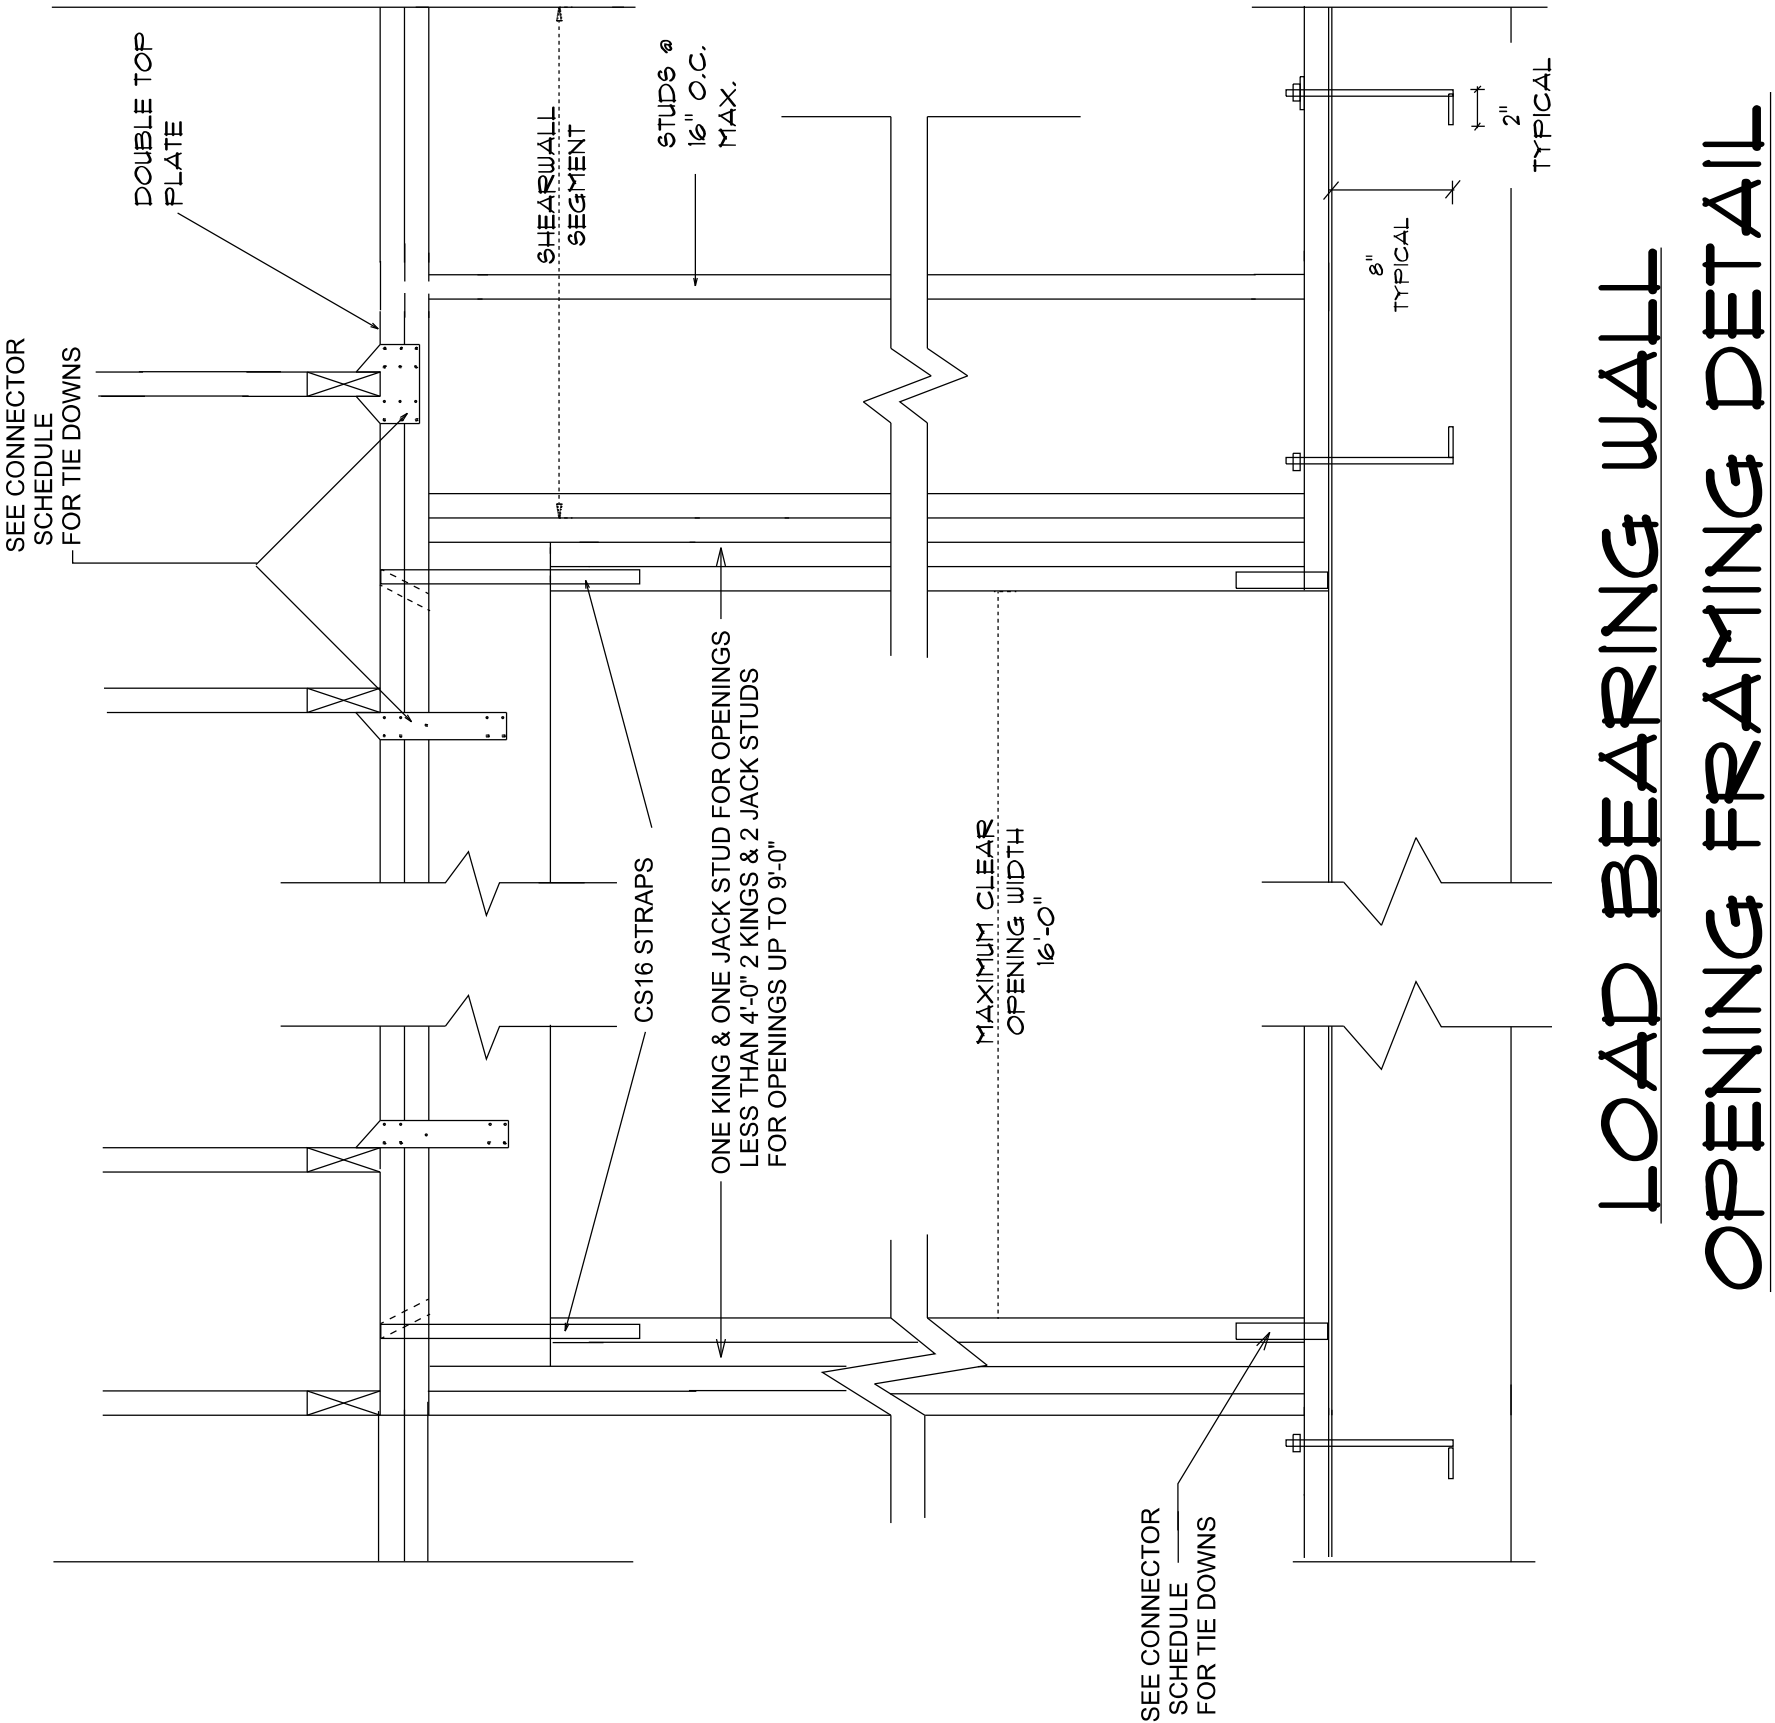 SEE CONNECTOR
SCHEDULE
FOR TIE DOWNS
DOUBLE TOP
PLATE
SHEARWALL
SEGMENT
STUDS @
16" O.C.
MAX.
CS16 STRAPS
ONE KING & ONE JACK STUD FOR OPENINGS
LESS THAN 4'-0" 2 KINGS & 2 JACK STUDS
FOR OPENINGS UP TO 9'-0"
MAXIMUM CLEAR
OPENING WIDTH
16'-0"
SEE CONNECTOR
SCHEDULE
FOR TIE DOWNS
8"
TYPICAL
2"
TYPICAL
LOAD BEARING WALL
OPENING FRAMING DETAIL